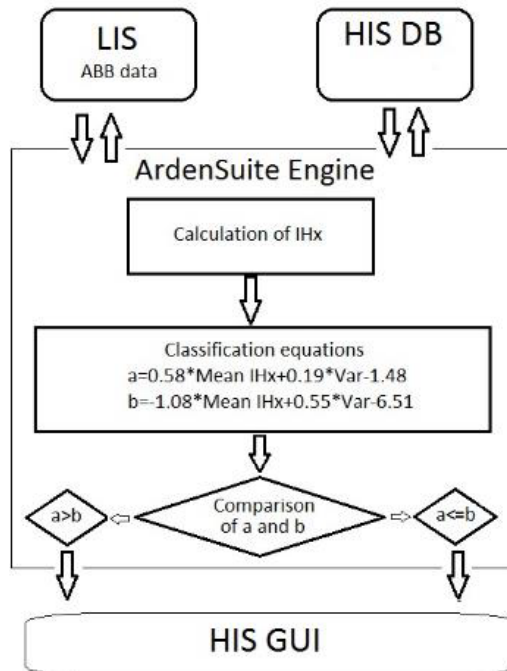 LIS
ABB data
HIS DB
ArdenSuite Engine
Calculation of IHx
Classification equations
a=0.58*Mean IHx+0.19*Var-1.48
b=-1.08*Mean IHx+0.55*Var-6.51
Comparison
of a and b
a>b
a<=b
HIS GUI